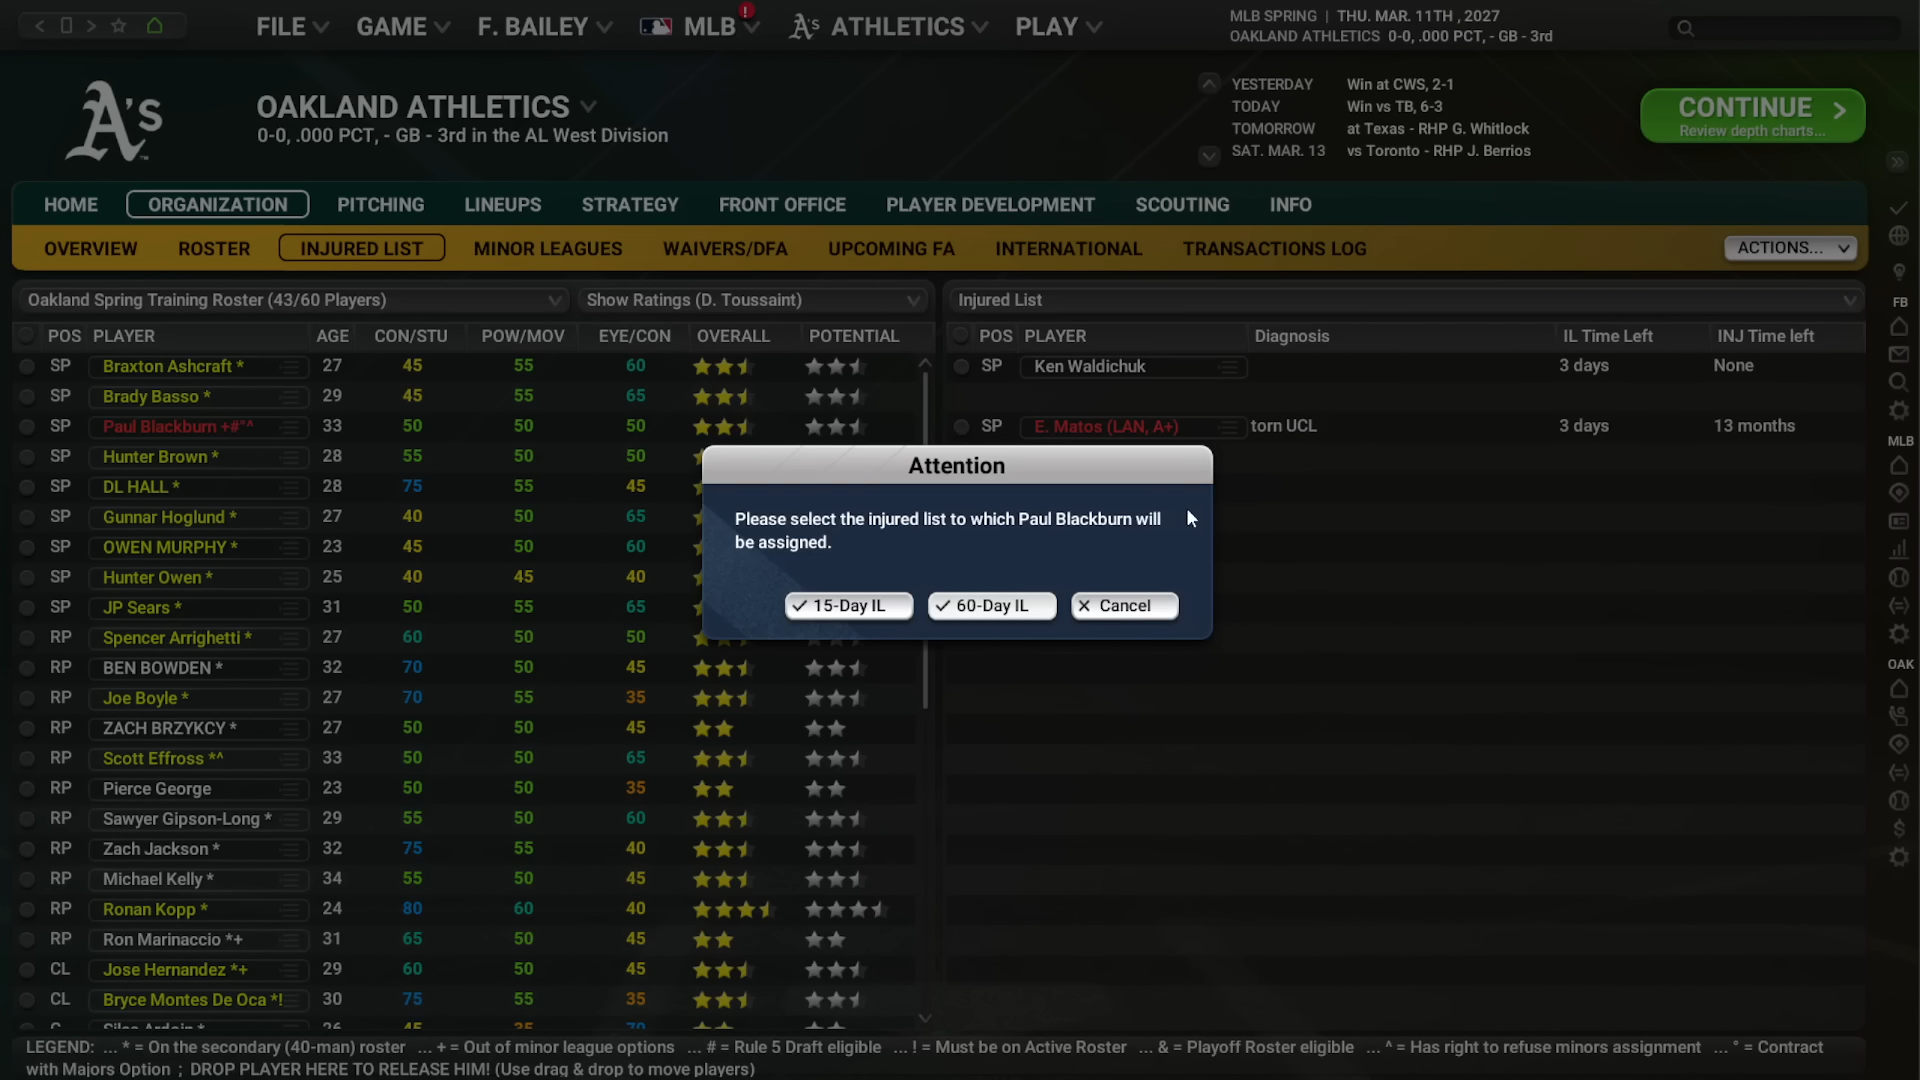 FILE GAME F. BAILEY MLB ! A's ATHLETICS PLAY
MLB SPRING | THU. MAR. 11TH , 2027
OAKLAND ATHLETICS 0-0, .000 PCT, - GB - 3rd
A's
OAKLAND ATHLETICS
0-0, .000 PCT, - GB - 3rd in the AL West Division
YESTERDAY Win at CWS, 2-1
TODAY Win vs TB, 6-3
TOMORROW at Texas - RHP G. Whitlock
SAT. MAR. 13 vs Toronto - RHP J. Berrios
CONTINUE
Review depth charts...
HOME ORGANIZATION PITCHING LINEUPS STRATEGY FRONT OFFICE PLAYER DEVELOPMENT SCOUTING INFO
OVERVIEW ROSTER INJURED LIST MINOR LEAGUES WAIVERS/DFA UPCOMING FA INTERNATIONAL TRANSACTIONS LOG ACTIONS...
Oakland Spring Training Roster (43/60 Players) Show Ratings (D. Toussaint) Injured List
POS PLAYER AGE CON/STU POW/MOV EYE/CON OVERALL POTENTIAL
SP Braxton Ashcraft * 27 45 55 60
SP Brady Basso * 29 45 55 65
SP Paul Blackburn +#°^ 33 50 50 50
SP Hunter Brown * 28 55 50 50
SP DL HALL * 28 75 55 45
SP Gunnar Hoglund * 27 40 50 65
SP OWEN MURPHY * 23 45 50 60
SP Hunter Owen * 25 40 45 40
SP JP Sears * 31 50 55 65
RP Spencer Arrighetti * 27 60 50 50
RP BEN BOWDEN * 32 70 50 45
RP Joe Boyle * 27 70 55 35
RP ZACH BRZYKCY * 27 50 50 45
RP Scott Effross *^ 33 50 50 65
RP Pierce George 23 50 50 35
RP Sawyer Gipson-Long * 29 55 50 60
RP Zach Jackson * 32 75 55 40
RP Michael Kelly * 34 55 50 45
RP Ronan Kopp * 24 80 60 40
RP Ron Marinaccio *+ 31 65 50 45
CL Jose Hernandez *+ 29 60 50 45
CL Bryce Montes De Oca *! 30 75 55 35
POS PLAYER Diagnosis IL Time Left INJ Time left
SP Ken Waldichuk 3 days None
SP E. Matos (LAN, A+) torn UCL 3 days 13 months
Attention
Please select the injured list to which Paul Blackburn will
be assigned.
15-Day IL 60-Day IL Cancel
FB
MLB
OAK
LEGEND: ... * = On the secondary (40-man) roster ... + = Out of minor league options ... # = Rule 5 Draft eligible ... ! = Must be on Active Roster ... & = Playoff Roster eligible ... ^ = Has right to refuse minors assignment ... ° = Contract
with Majors Option ; DROP PLAYER HERE TO RELEASE HIM! (Use drag & drop to move players)